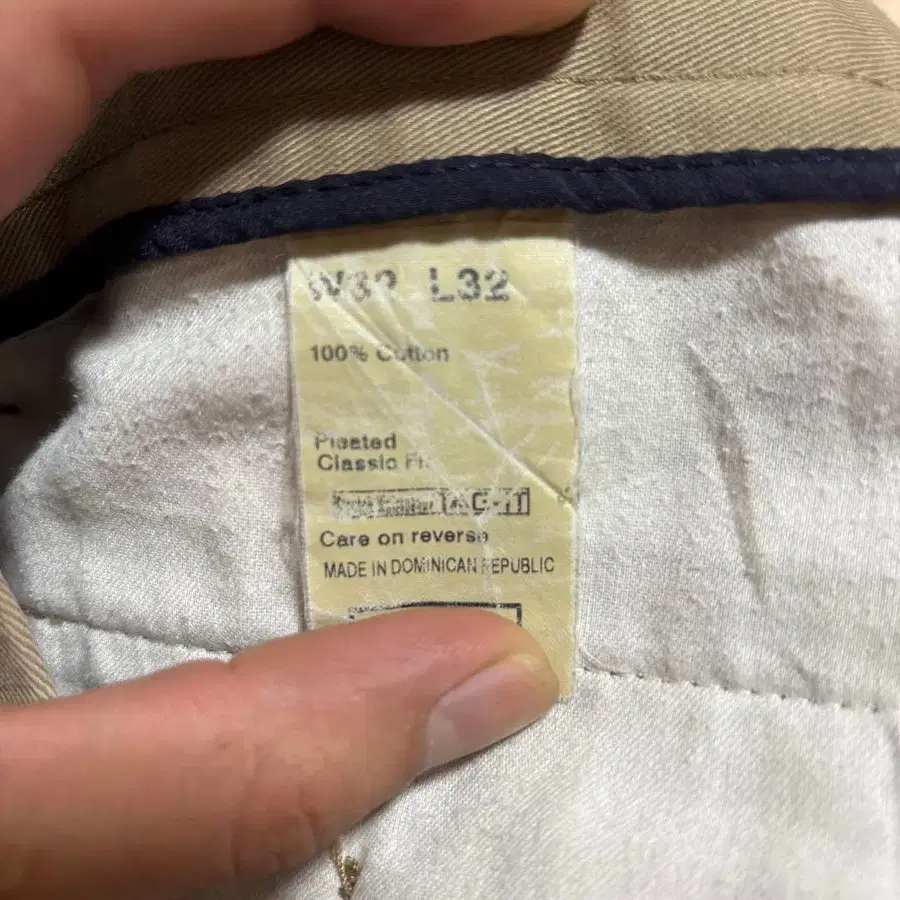 W32 L32
100% Cotton
Pleated
Classic Fit
Care on reverse
MADE IN DOMINICAN REPUBLIC